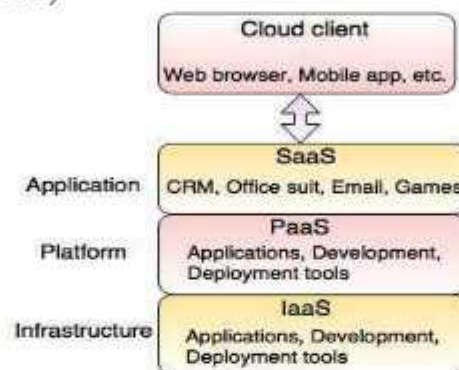 Cloud client
Web browser, Mobile app, etc.
SaaS
Application
CRM, Office suit, Email, Games
PaaS
Platform
Applications, Development,
Deployment tools
IaaS
Infrastructure
Applications, Development,
Deployment tools